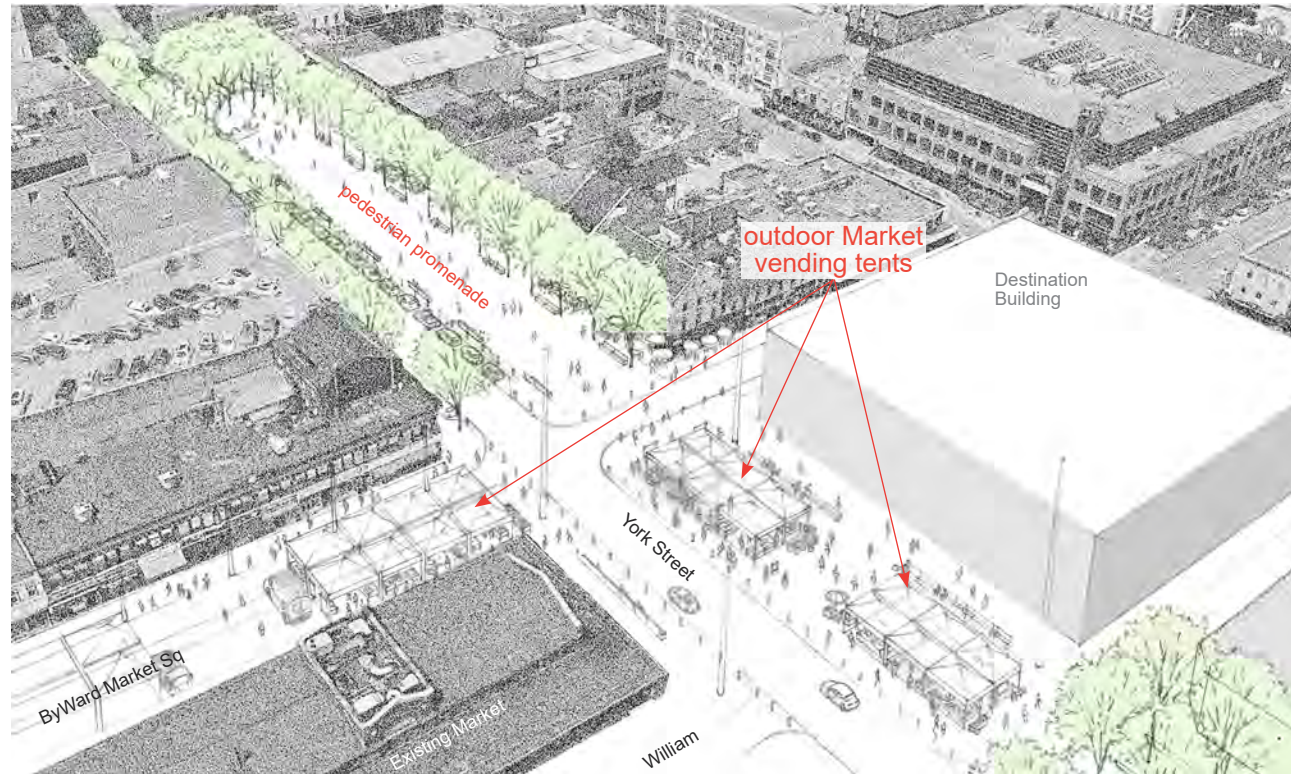 pedestrian promenade
outdoor Market
vending tents
Destination
Building
York Street
ByWard Market Sq
Existing Market
William